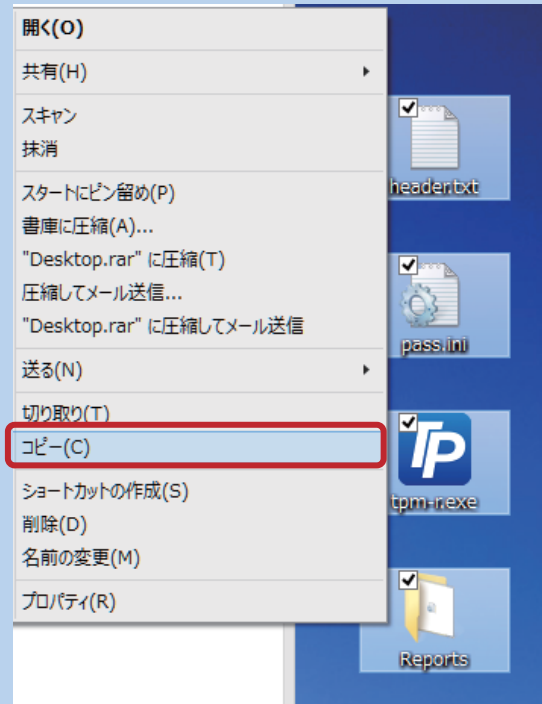 開く(O)
共有(H)
スキャン
抹消
スタートにピン留め(P)
書庫に圧縮(A)...
"Desktop.rar" に圧縮(T)
圧縮してメール送信...
"Desktop.rar" に圧縮してメール送信
送る(N)
切り取り(T)
コピー(C)
ショートカットの作成(S)
削除(D)
名前の変更(M)
プロパティ(R)
header.txt
pass.ini
TP
tpm-r.exe
Reports